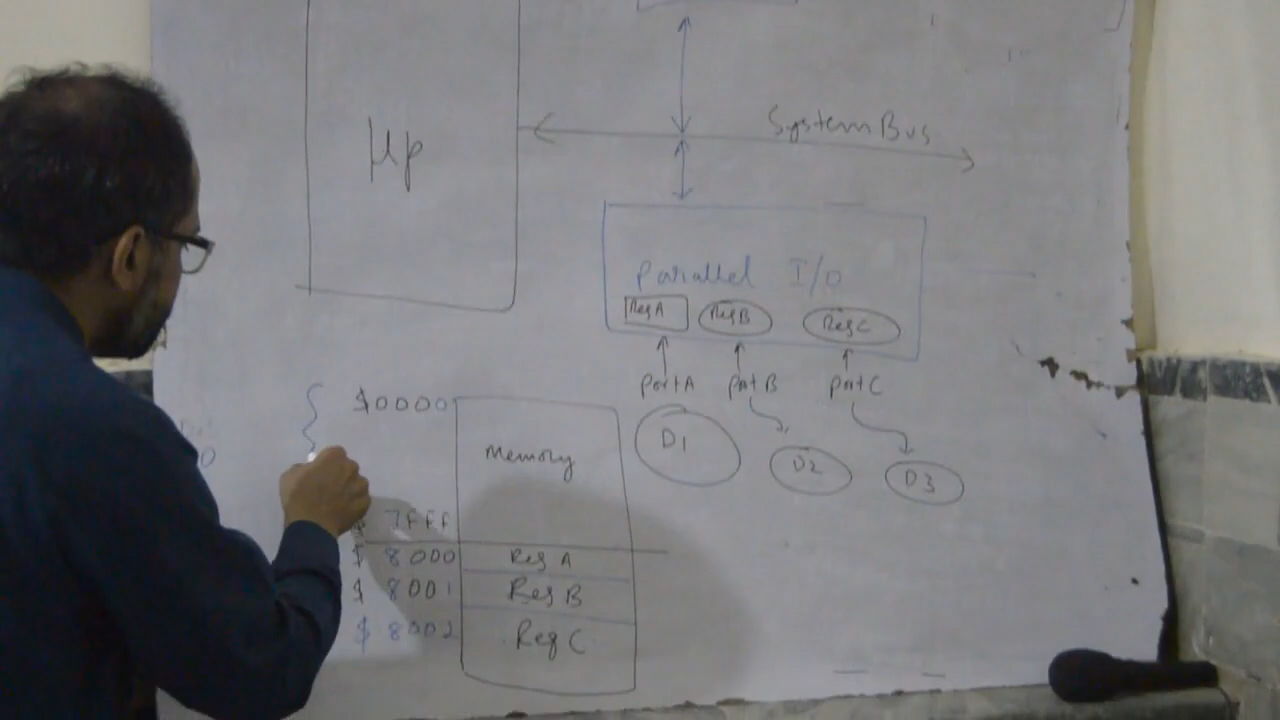 System Bus
μp
Parallel I/O
Reg A Reg B Reg C
port A port B port C
$0000
Memory
D1
D2
D3
$ 7FFF
$ 8000 Reg A
$ 8001 Reg B
$ 8002 Reg C